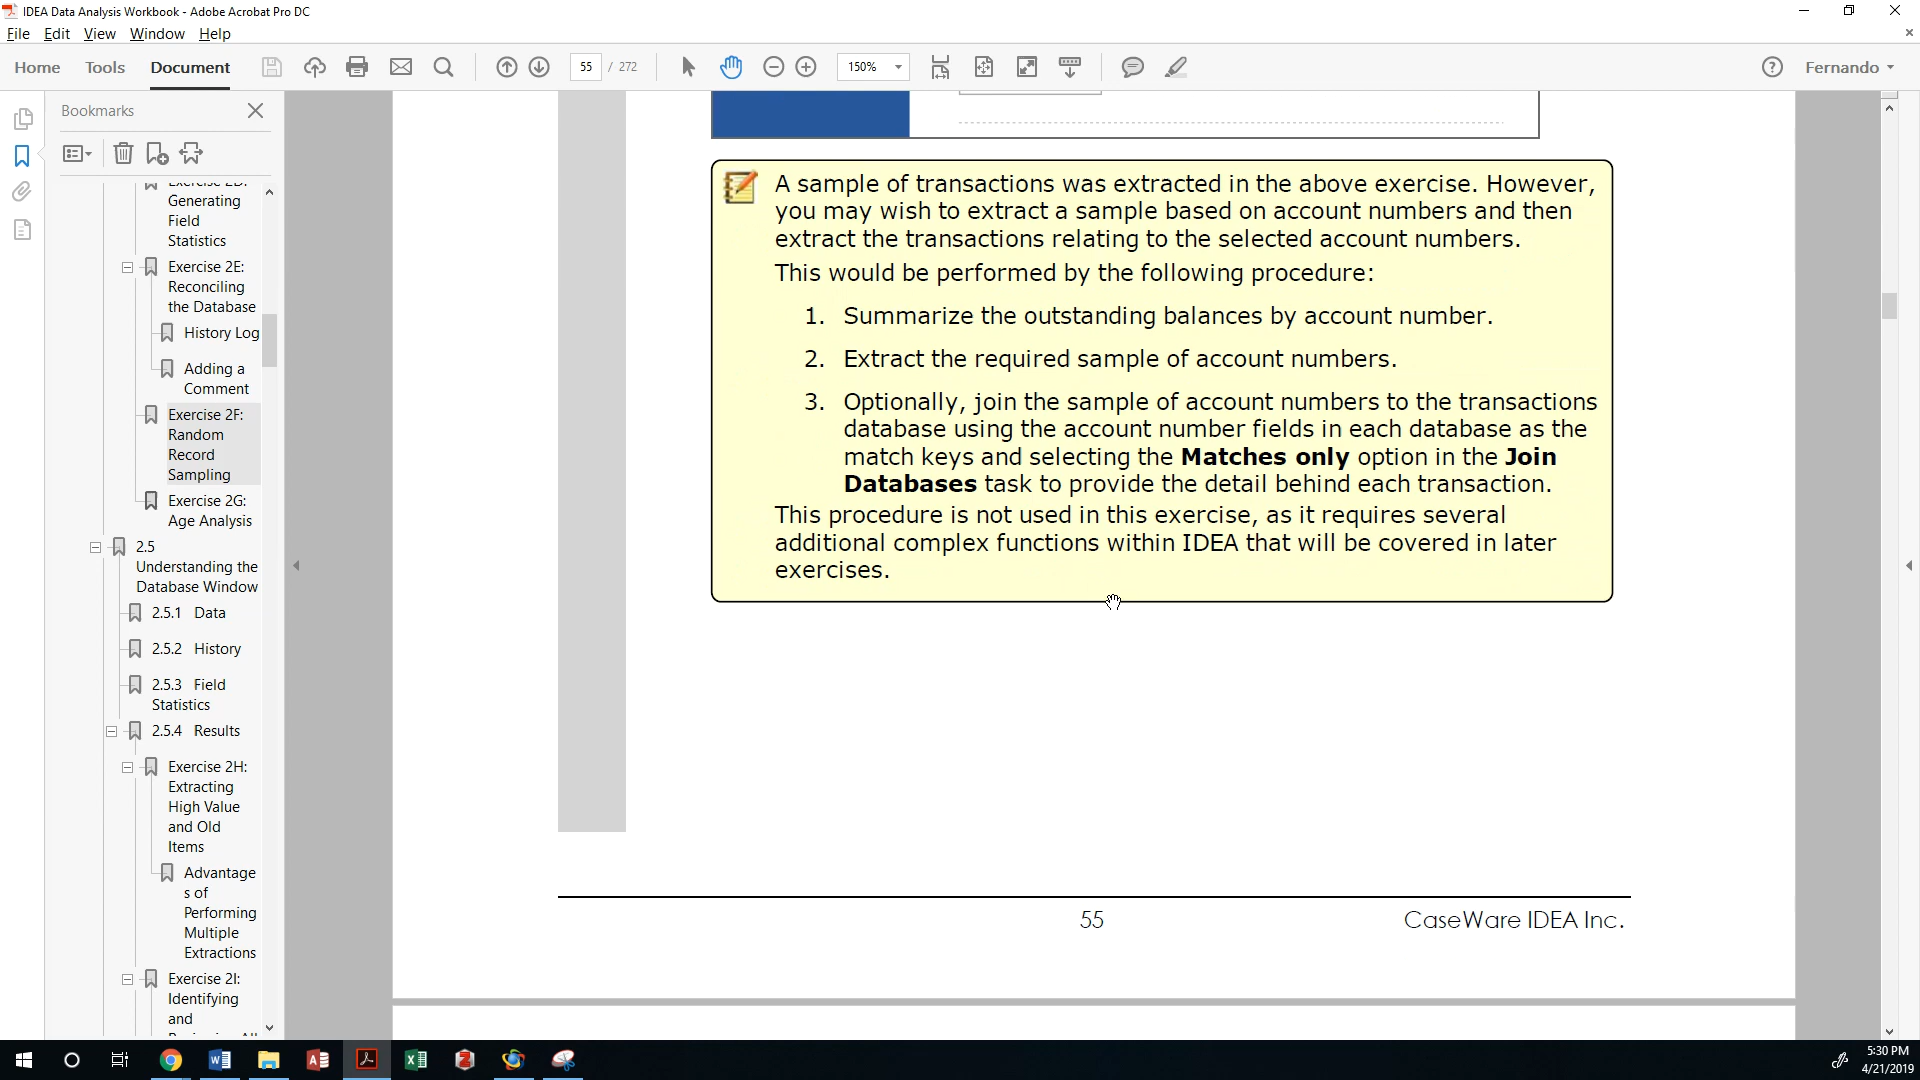 IDEA Data Analysis Workbook - Adobe Acrobat Pro DC
File Edit View Window Help
Home Tools Document 55 / 272 150% Fernando
Bookmarks
Exercise 2D:
Generating
Field
Statistics
Exercise 2E:
Reconciling
the Database
History Log
Adding a
Comment
Exercise 2F:
Random
Record
Sampling
Exercise 2G:
Age Analysis
2.5
Understanding the
Database Window
2.5.1 Data
2.5.2 History
2.5.3 Field
Statistics
2.5.4 Results
Exercise 2H:
Extracting
High Value
and Old
Items
Advantage
s of
Performing
Multiple
Extractions
Exercise 2I:
Identifying
and
A sample of transactions was extracted in the above exercise. However,
you may wish to extract a sample based on account numbers and then
extract the transactions relating to the selected account numbers.
This would be performed by the following procedure:
1. Summarize the outstanding balances by account number.
2. Extract the required sample of account numbers.
3. Optionally, join the sample of account numbers to the transactions
database using the account number fields in each database as the
match keys and selecting the Matches only option in the Join
Databases task to provide the detail behind each transaction.
This procedure is not used in this exercise, as it requires several
additional complex functions within IDEA that will be covered in later
exercises.
55 CaseWare IDEA Inc.
5:30 PM
4/21/2019